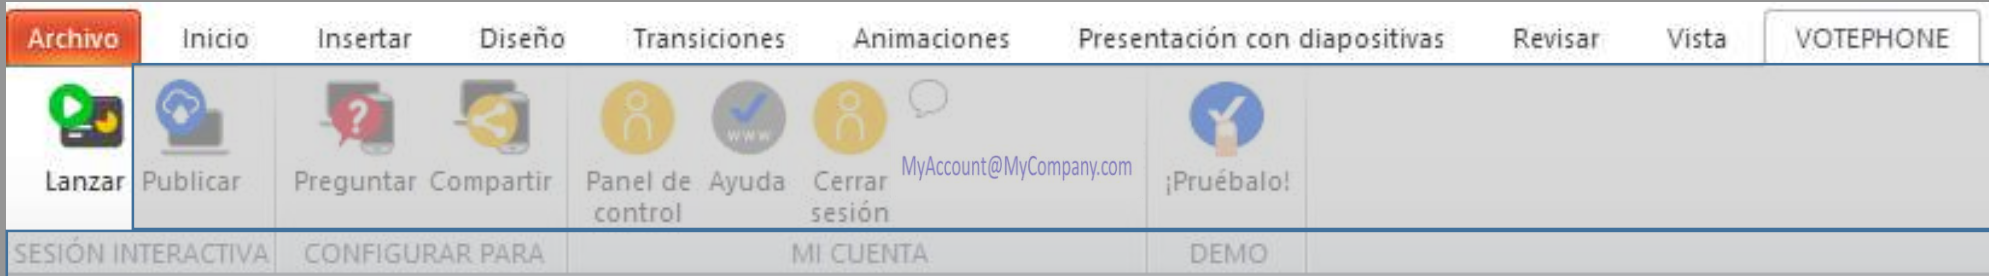 Archivo Inicio Insertar Diseño Transiciones Animaciones Presentación con diapositivas Revisar Vista VOTEPHONE
?
www
MyAccount@MyCompany.com
Lanzar Publicar Preguntar Compartir Panel de Ayuda Cerrar ¡Pruébalo!
control sesión
SESIÓN INTERACTIVA CONFIGURAR PARA MI CUENTA DEMO